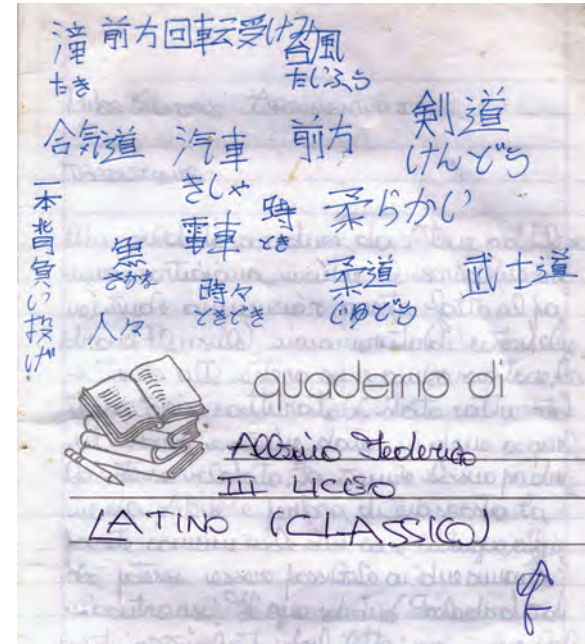 滝 前方回転受け身 台風
たき たいふう
合気道 汽車 前方 剣道
きしゃ けんどう
一本背負い投げ
電車 時 柔らかい
とき
魚 時々 柔道 武士道
さかな ときどき じゅどう
人々
quaderno di
Federico
III LICEO
LATINO (CLASSICO)